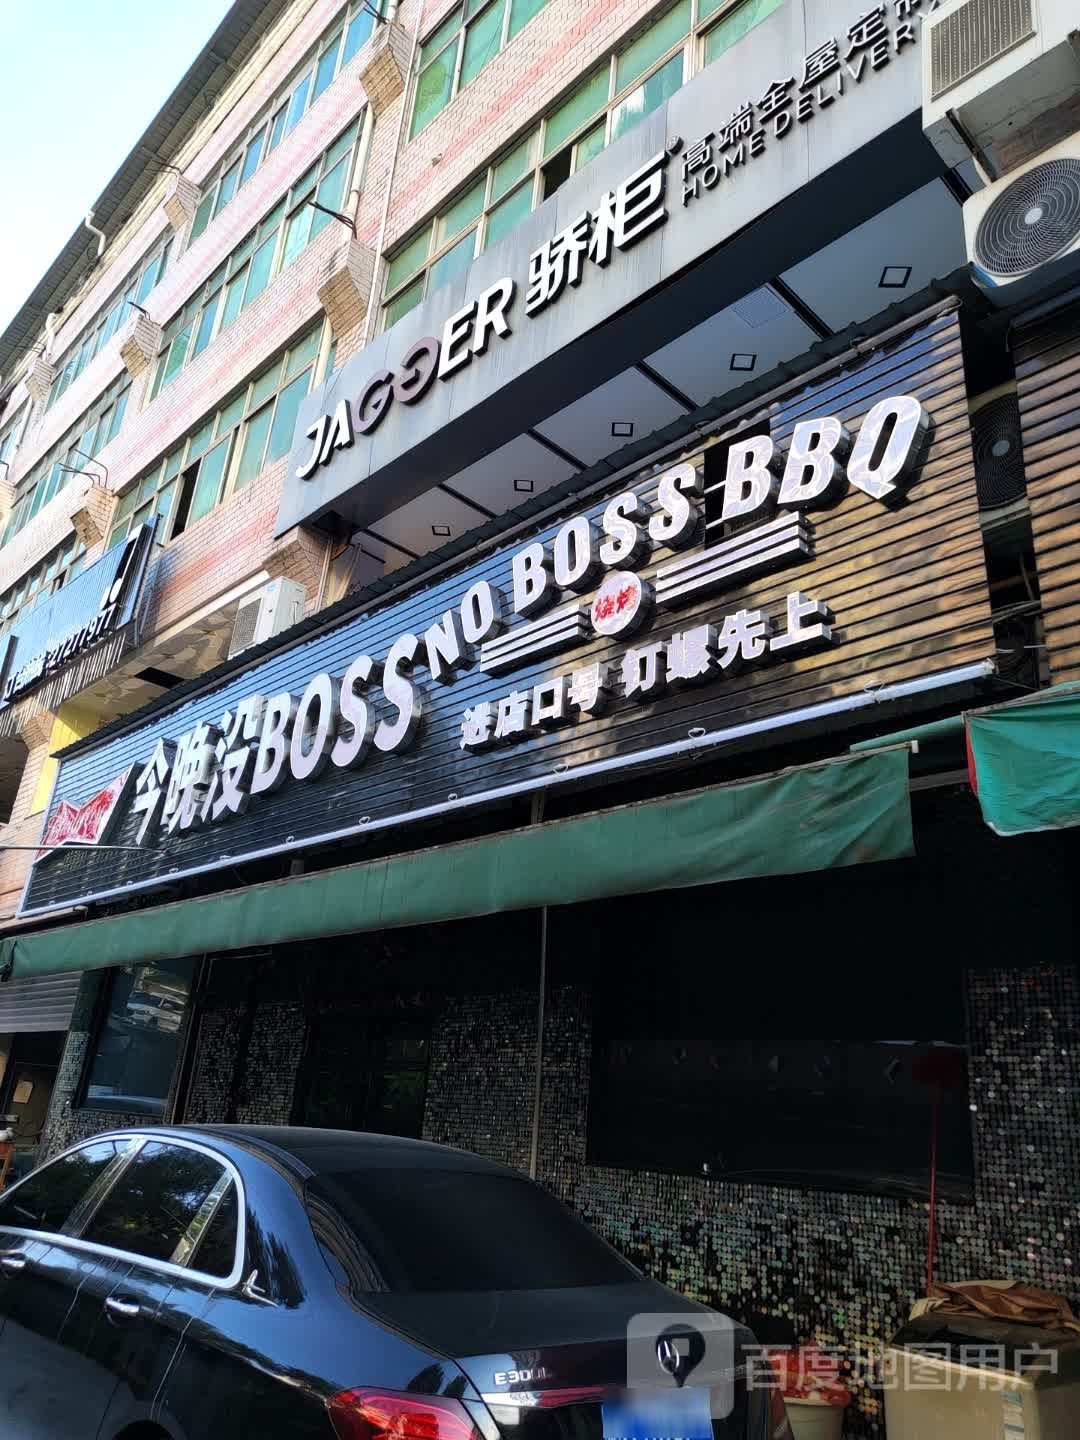 JAGGER 骄柜®
高端全屋定制
HOME DELIVERY
今晚没BOSS
NO BOSS BBQ
烧烤
进店口号 钉螺先上
E300L
百度地图用户